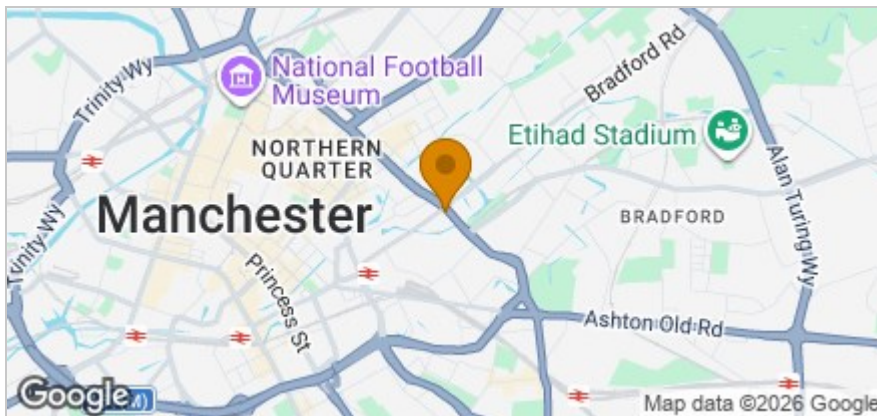 Trinity Wy
National Football
Museum
Bradford Rd
Etihad Stadium
NORTHERN
QUARTER
Alan Turing Wy
Manchester
BRADFORD
Trinity Wy
Princess St
Ashton Old Rd
Google
M)
Map data ©2026 Google